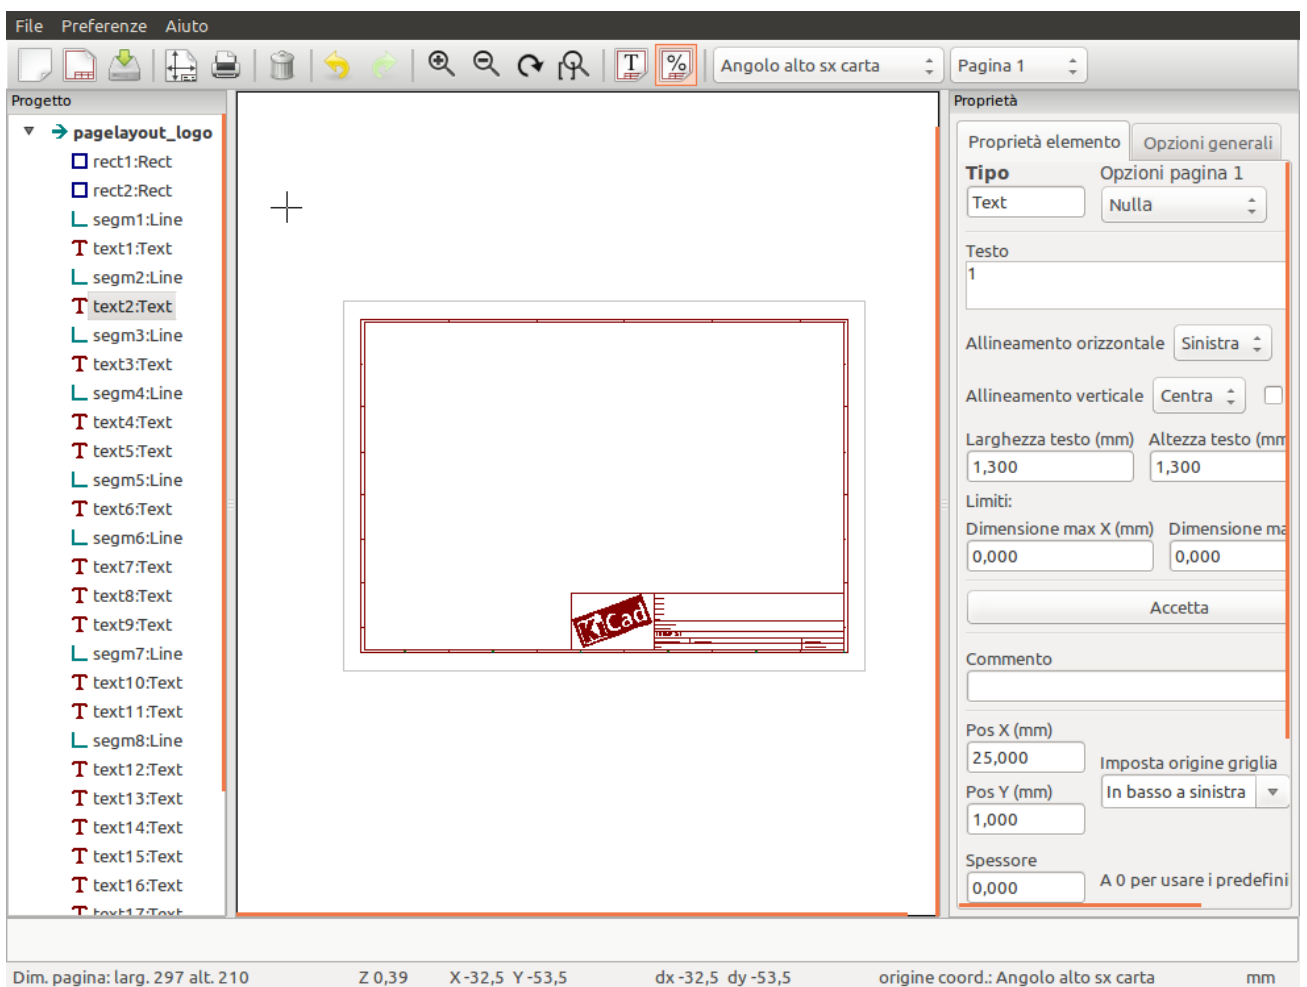 File Preferenze Aiuto
T % Angolo alto sx carta Pagina 1
Progetto
pagelayout_logo
rect1:Rect
rect2:Rect
segm1:Line
text1:Text
segm2:Line
text2:Text
segm3:Line
text3:Text
segm4:Line
text4:Text
text5:Text
segm5:Line
text6:Text
segm6:Line
text7:Text
text8:Text
text9:Text
segm7:Line
text10:Text
text11:Text
segm8:Line
text12:Text
text13:Text
text14:Text
text15:Text
text16:Text
text17:Text
KiCad
Proprietà
Proprietà elemento Opzioni generali
Tipo Opzioni pagina 1
Text Nulla
Testo
1
Allineamento orizzontale Sinistra
Allineamento verticale Centra
Larghezza testo (mm) Altezza testo (mm
1,300 1,300
Limiti:
Dimensione max X (mm) Dimensione ma
0,000 0,000
Accetta
Commento
Pos X (mm)
25,000 Imposta origine griglia
Pos Y (mm) In basso a sinistra
1,000
Spessore
0,000 A 0 per usare i predefini
Dim. pagina: larg. 297 alt. 210 Z 0,39 X -32,5 Y -53,5 dx -32,5 dy -53,5 origine coord.: Angolo alto sx carta mm